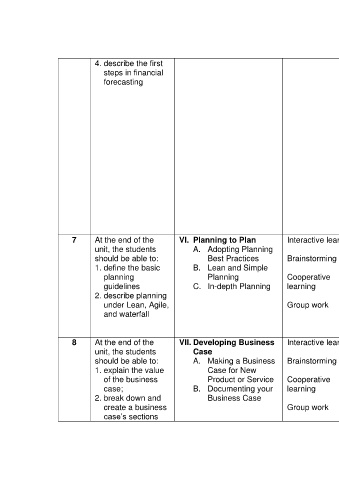 4. describe the first
steps in financial
forecasting
7
At the end of the
unit, the students
should be able to:
1. define the basic
planning
guidelines
2. describe planning
under Lean, Agile,
and waterfall
VI. Planning to Plan
A. Adopting Planning
Best Practices
B. Lean and Simple
Planning
C. In-depth Planning
Interactive lear
Brainstorming
Cooperative
learning
Group work
8
At the end of the
unit, the students
should be able to:
1. explain the value
of the business
case;
2. break down and
create a business
case's sections
VII. Developing Business
Case
A. Making a Business
Case for New
Product or Service
B. Documenting your
Business Case
Interactive lear
Brainstorming
Cooperative
learning
Group work